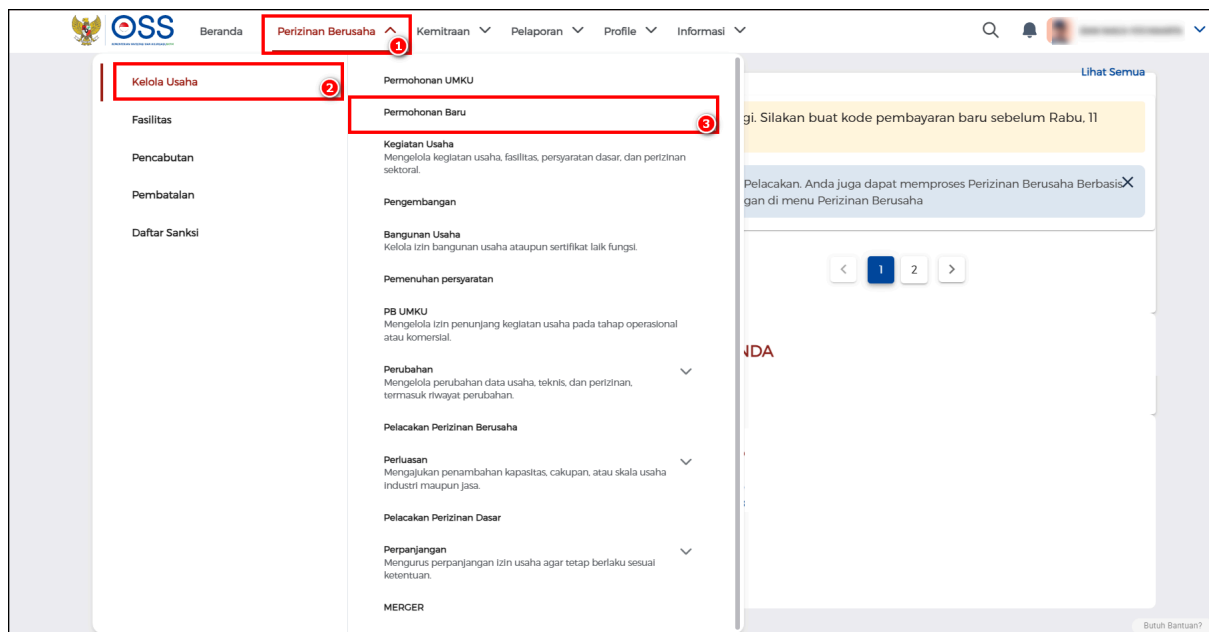 OSS
Beranda
Perizinan Berusaha
Kemitraan
Pelaporan
Profile
Informasi
1
Kelola Usaha
2
Fasilitas
Pencabutan
Pembatalan
Daftar Sanksi
Permohonan UMKU
Permohonan Baru
3
Kegiatan Usaha
Mengelola kegiatan usaha, fasilitas, persyaratan dasar, dan perizinan
sektoral.
Pengembangan
Bangunan Usaha
Kelola izin bangunan usaha ataupun sertifikat laik fungsi.
Pemenuhan persyaratan
PB UMKU
Mengelola izin penunjang kegiatan usaha pada tahap operasional
atau komersial.
Perubahan
Mengelola perubahan data usaha, teknis, dan perizinan,
termasuk riwayat perubahan.
Pelacakan Perizinan Berusaha
Perluasan
Mengajukan penambahan kapasitas, cakupan, atau skala usaha
industri maupun jasa.
Pelacakan Perizinan Dasar
Perpanjangan
Mengurus perpanjangan izin usaha agar tetap berlaku sesuai
ketentuan.
MERGER
Lihat Semua
gi. Silakan buat kode pembayaran baru sebelum Rabu, 11
Pelacakan. Anda juga dapat memproses Perizinan Berusaha Berbasis
gan di menu Perizinan Berusaha
1
2
NDA
Butuh Bantuan?